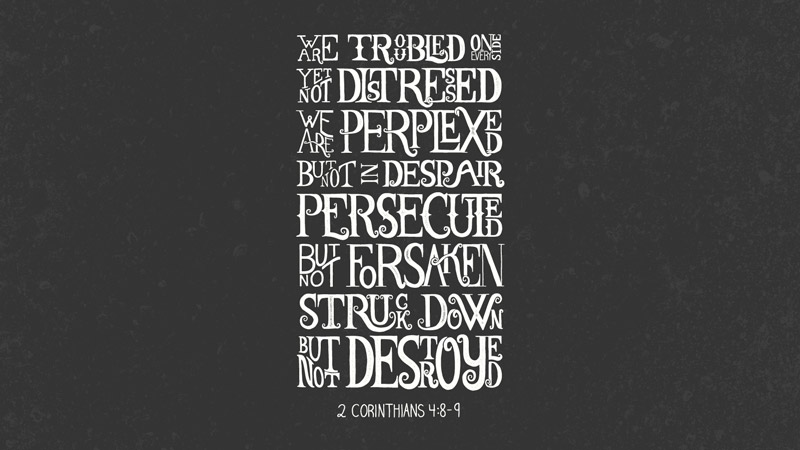 WE ARE TROUBLED ON EVERY SIDE
YET NOT DISTRESSED
WE ARE PERPLEXED
BUT NOT IN DESPAIR
PERSECUTED
BUT NOT FORSAKEN
STRUCK DOWN
BUT NOT DESTROYED
2 CORINTHIANS 4:8-9